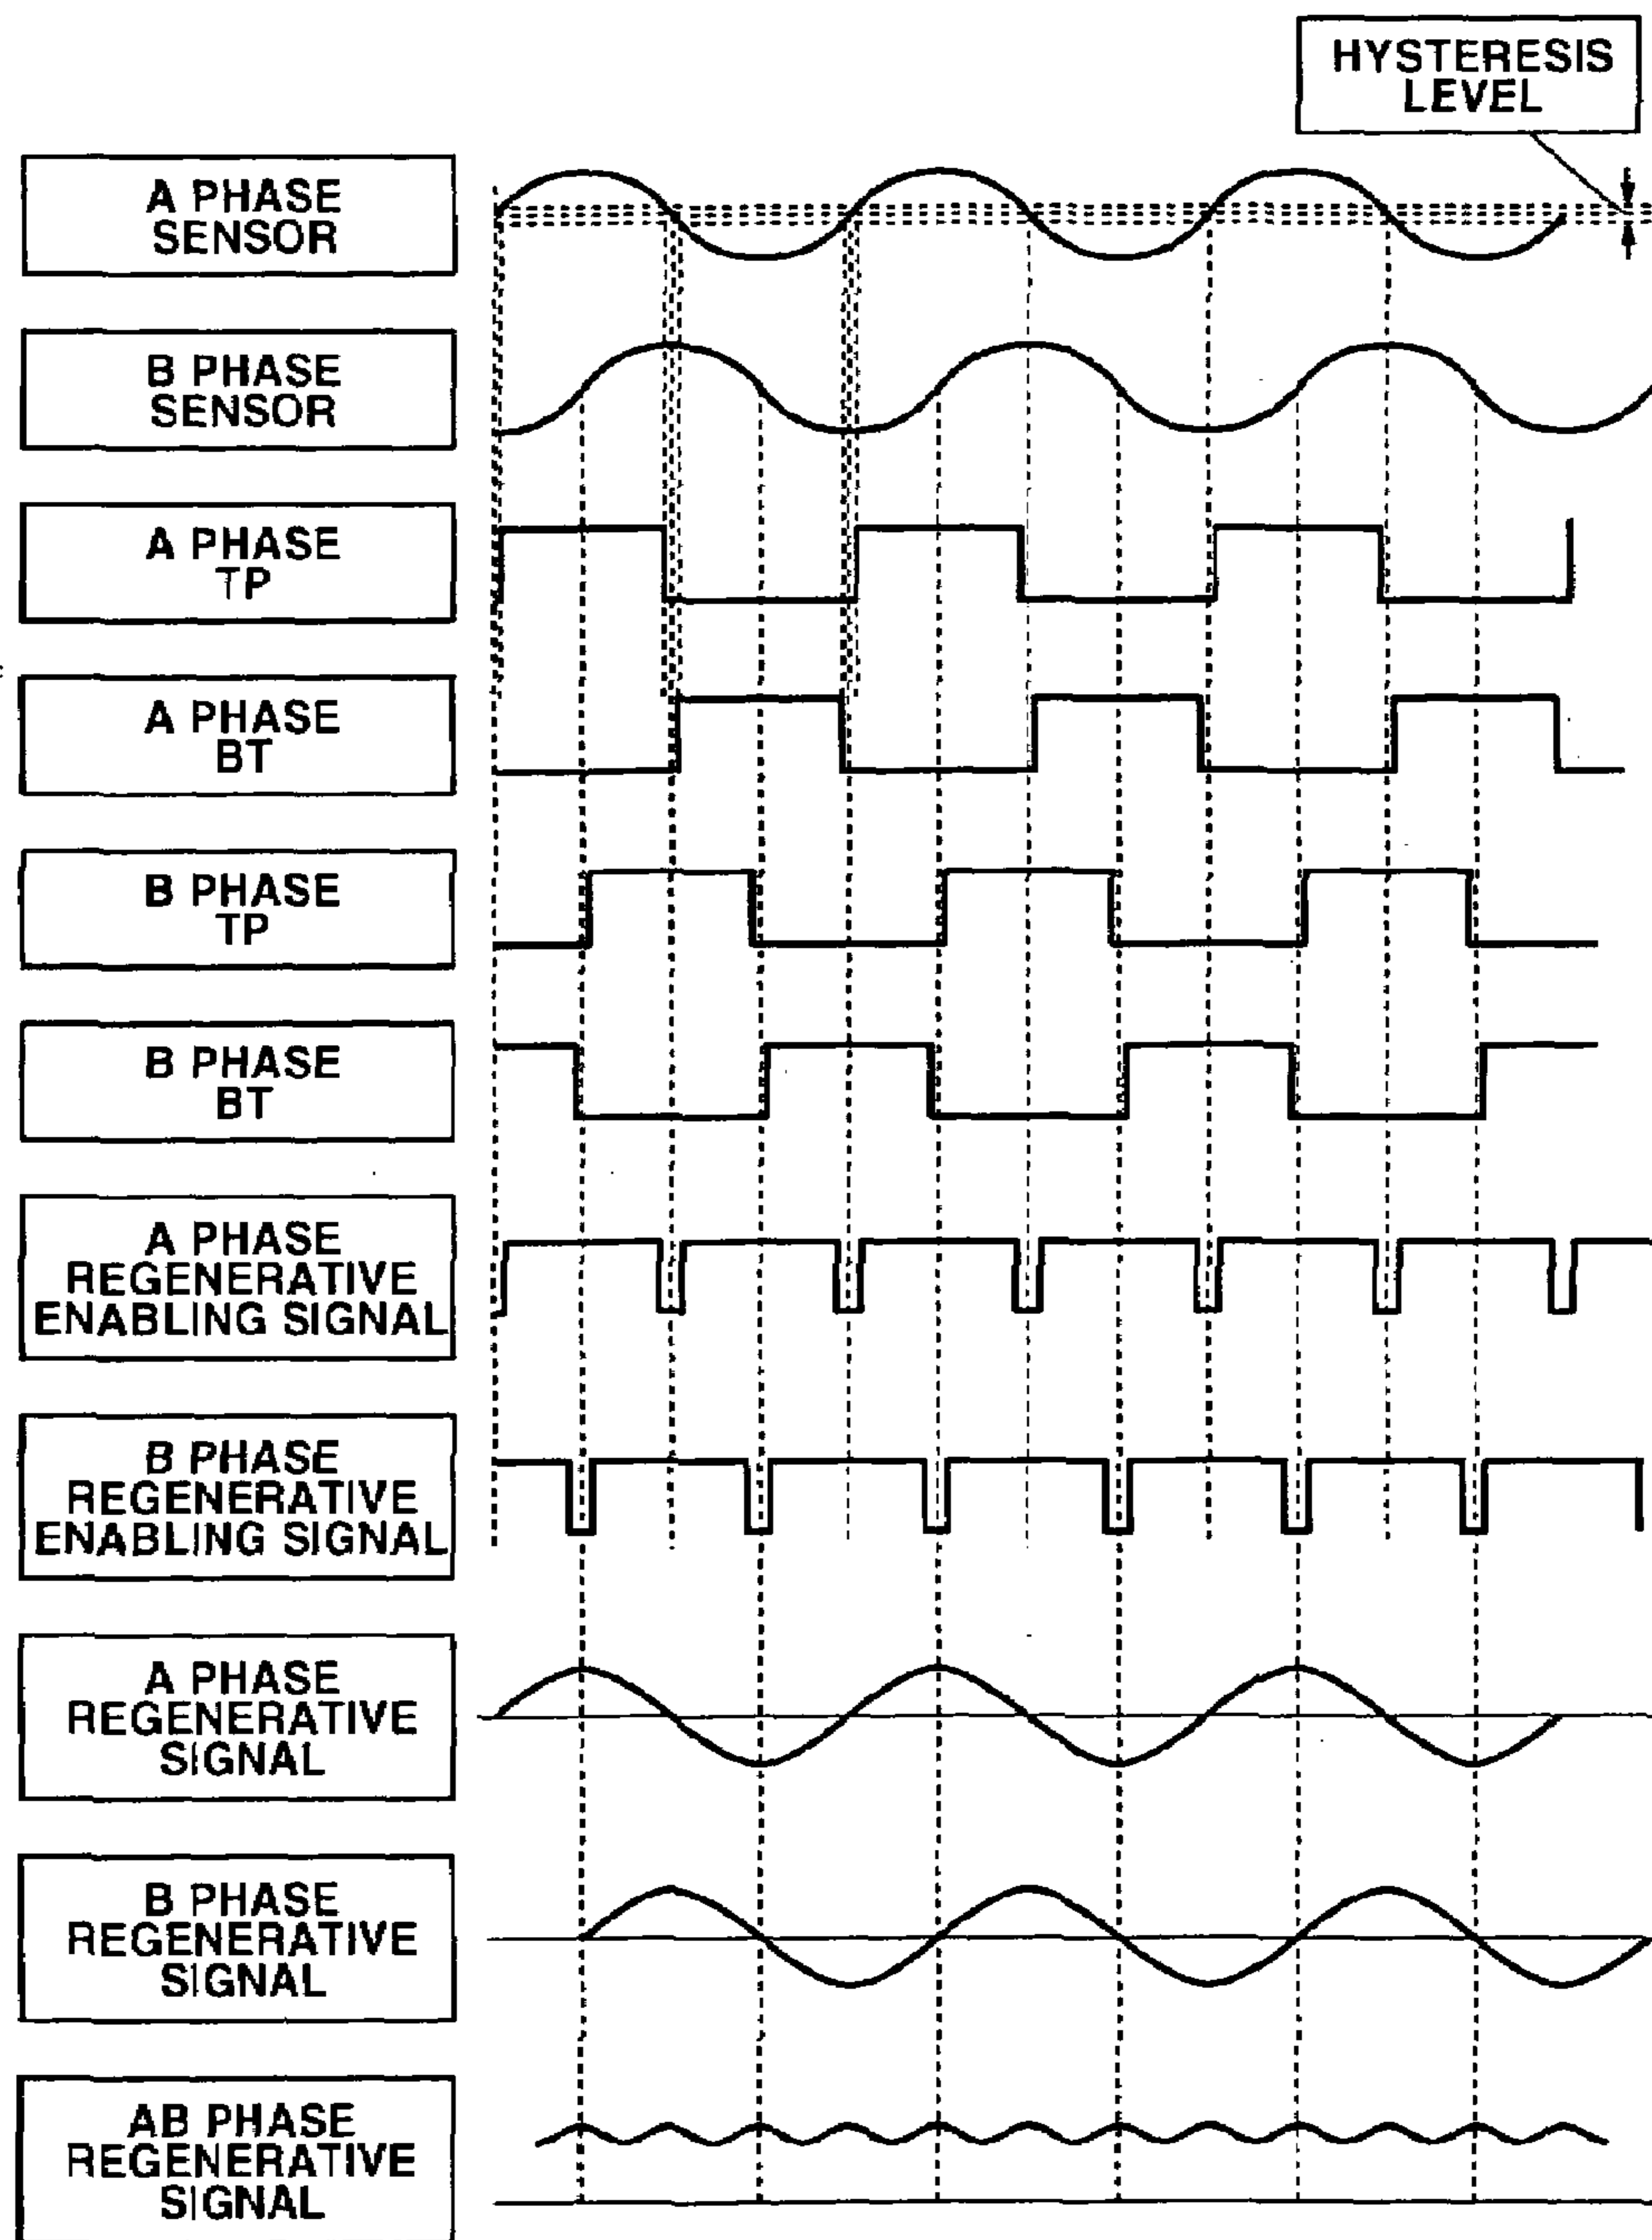 HYSTERESIS
LEVEL
A PHASE
SENSOR
B PHASE
SENSOR
A PHASE
TP
A PHASE
BT
B PHASE
TP
B PHASE
BT
A PHASE
REGENERATIVE
ENABLING SIGNAL
B PHASE
REGENERATIVE
ENABLING SIGNAL
A PHASE
REGENERATIVE
SIGNAL
B PHASE
REGENERATIVE
SIGNAL
AB PHASE
REGENERATIVE
SIGNAL